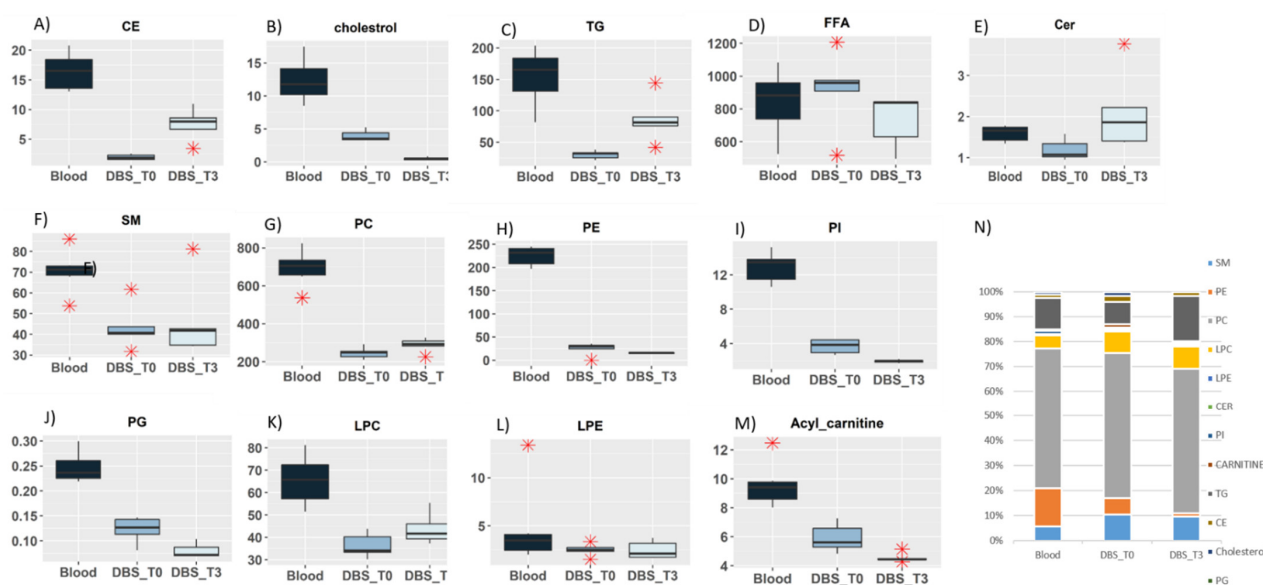 A) CE
20
15
10
5
Blood DBS_T0 DBS_T3
B) cholestrol
15
10
5
0
Blood DBS_T0 DBS_T3
C) TG
200
150
100
50
Blood DBS_T0 DBS_T3
D) FFA
1200
1000
800
600
Blood DBS_T0 DBS_T3
E) Cer
3
2
1
Blood DBS_T0 DBS_T3
F) SM
80
70
60
50
40
30
Blood DBS_T0 DBS_T3
G) PC
800
600
400
200
Blood DBS_T0 DBS_T
H) PE
250
200
150
100
50
0
Blood DBS_T0 DBS_T3
I) PI
12
8
4
Blood DBS_T0 DBS_T3
J) PG
0.30
0.25
0.20
0.15
0.10
Blood DBS_T0 DBS_T3
K) LPC
80
70
60
50
40
30
Blood DBS_T0 DBS_T
L) LPE
10
5
Blood DBS_T0 DBS_T3
M) Acyl_carnitine
12
10
8
6
4
Blood DBS_T0 DBS_T3
N)
100%
90%
80%
70%
60%
50%
40%
30%
20%
10%
0%
Blood DBS_T0 DBS_T3
SM
PE
PC
LPC
LPE
CER
PI
CARNITINE
TG
CE
Cholesterol
PG